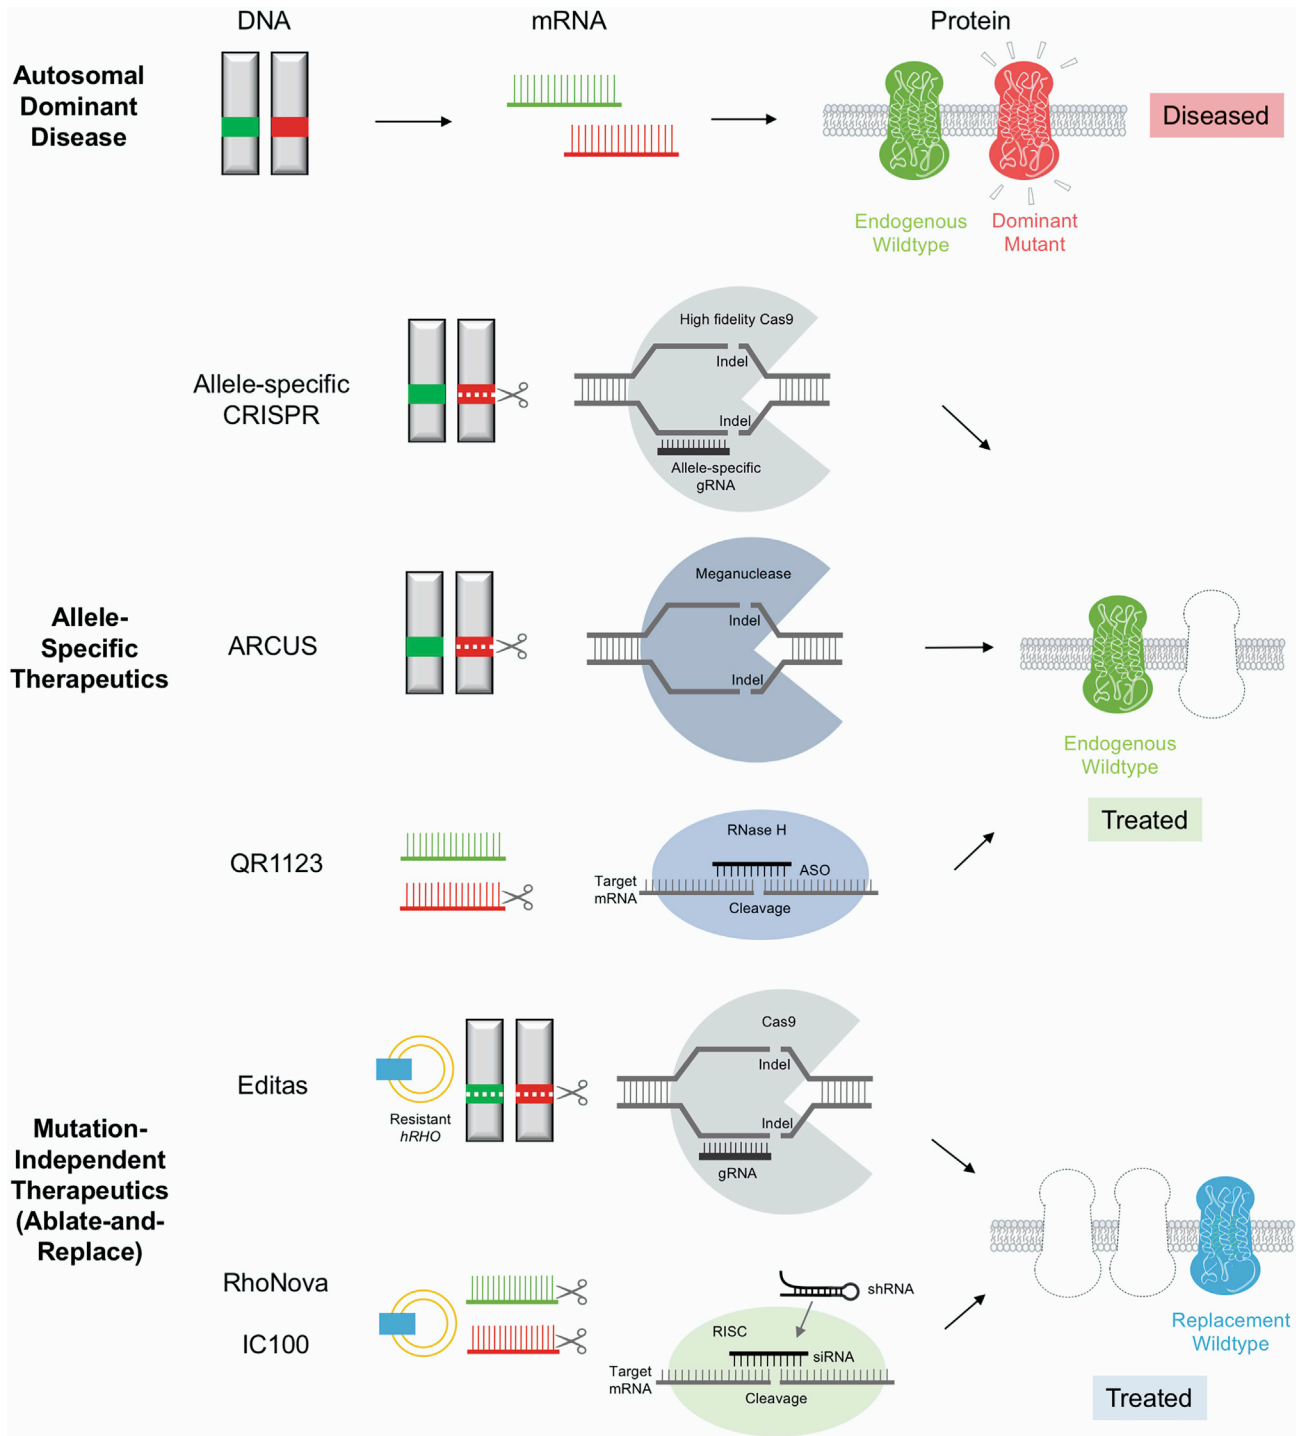 DNA
mRNA
Protein
Autosomal
Dominant
Disease
Diseased
Endogenous
Wildtype
Dominant
Mutant
Allele-specific
CRISPR
High fidelity Cas9
Indel
Indel
Allele-specific
gRNA
Allele-
Specific
Therapeutics
ARCUS
Meganuclease
Indel
Indel
Endogenous
Wildtype
Treated
QR1123
RNase H
ASO
Target
mRNA
Cleavage
Mutation-
Independent
Therapeutics
(Ablate-and-
Replace)
Editas
Resistant
hRHO
Cas9
Indel
Indel
gRNA
RhoNova
IC100
shRNA
RISC
siRNA
Target
mRNA
Cleavage
Replacement
Wildtype
Treated